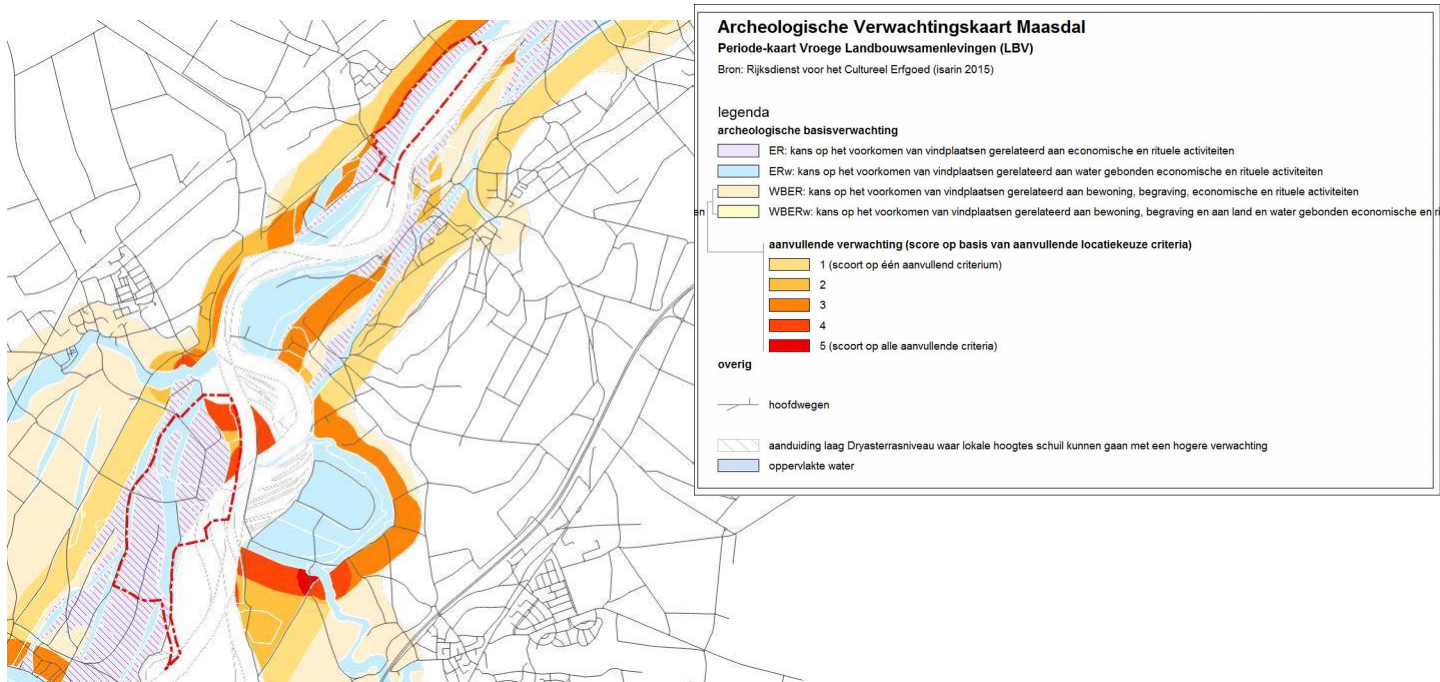 Archeologische Verwachtingskaart Maasdal
Periode-kaart Vroege Landbouwsamenlevingen (LBV)
Bron: Rijksdienst voor het Cultureel Erfgoed (isarin 2015)
legenda
archeologische basisverwachting
ER: kans op het voorkomen van vindplaatsen gerelateerd aan economische en rituele activiteiten
ERw: kans op het voorkomen van vindplaatsen gerelateerd aan water gebonden economische en rituele activiteiten
WBER: kans op het voorkomen van vindplaatsen gerelateerd aan bewoning, begraving, economische en rituele activiteiten
en WBERw: kans op het voorkomen van vindplaatsen gerelateerd aan bewoning, begraving en aan land en water gebonden economische en ri
aanvullende verwachting (score op basis van aanvullende locatiekeuze criteria)
1 (scoort op één aanvullend criterium)
2
3
4
5 (scoort op alle aanvullende criteria)
overig
hoofdwegen
aanduiding laag Dryasterrasniveau waar lokale hoogtes schuil kunnen gaan met een hogere verwachting
oppervlakte water